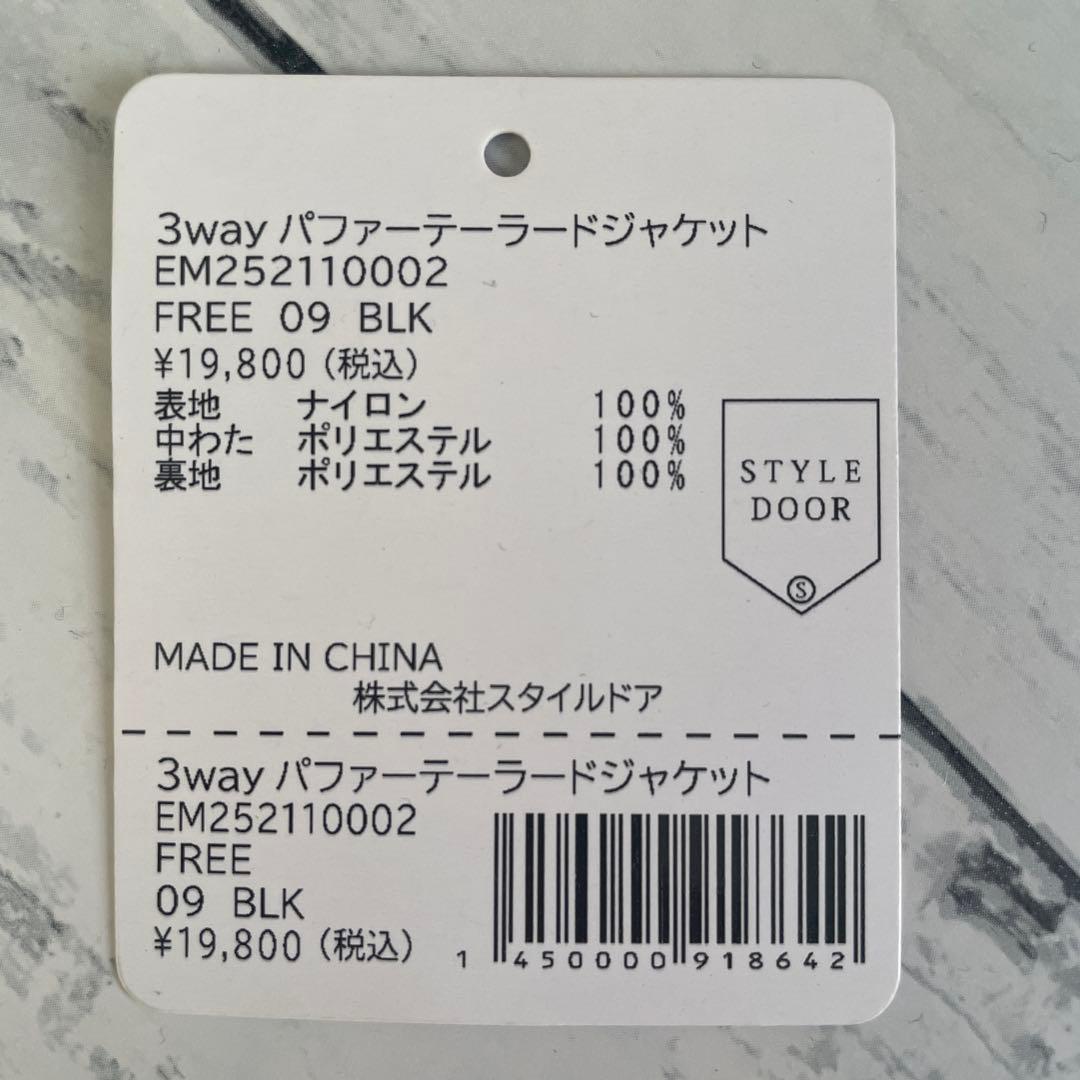 3way パファーテーラードジャケット
EM252110002
FREE 09 BLK
¥19,800 (税込)
表地 ナイロン 100%
中わた ポリエステル 100%
裏地 ポリエステル 100%
STYLE
DOOR
S
MADE IN CHINA
株式会社スタイルドア
3way パファーテーラードジャケット
EM252110002
FREE
09 BLK
¥19,800 (税込)
1 450000 918642